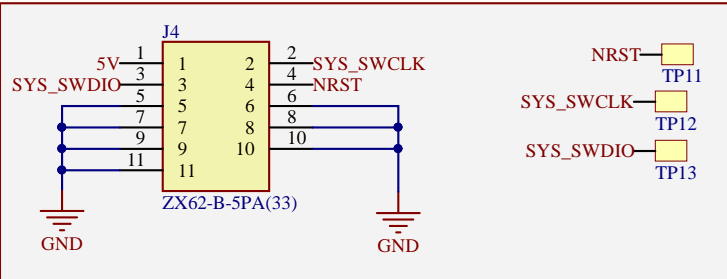 J4
5V 1 1 2 2 SYS_SWCLK
SYS_SWDIO 3 3 4 4 NRST
5 5 6 6
7 7 8 8
9 9 10 10
11 11
ZX62-B-5PA(33)
GND
GND
NRST
TP11
SYS_SWCLK
TP12
SYS_SWDIO
TP13